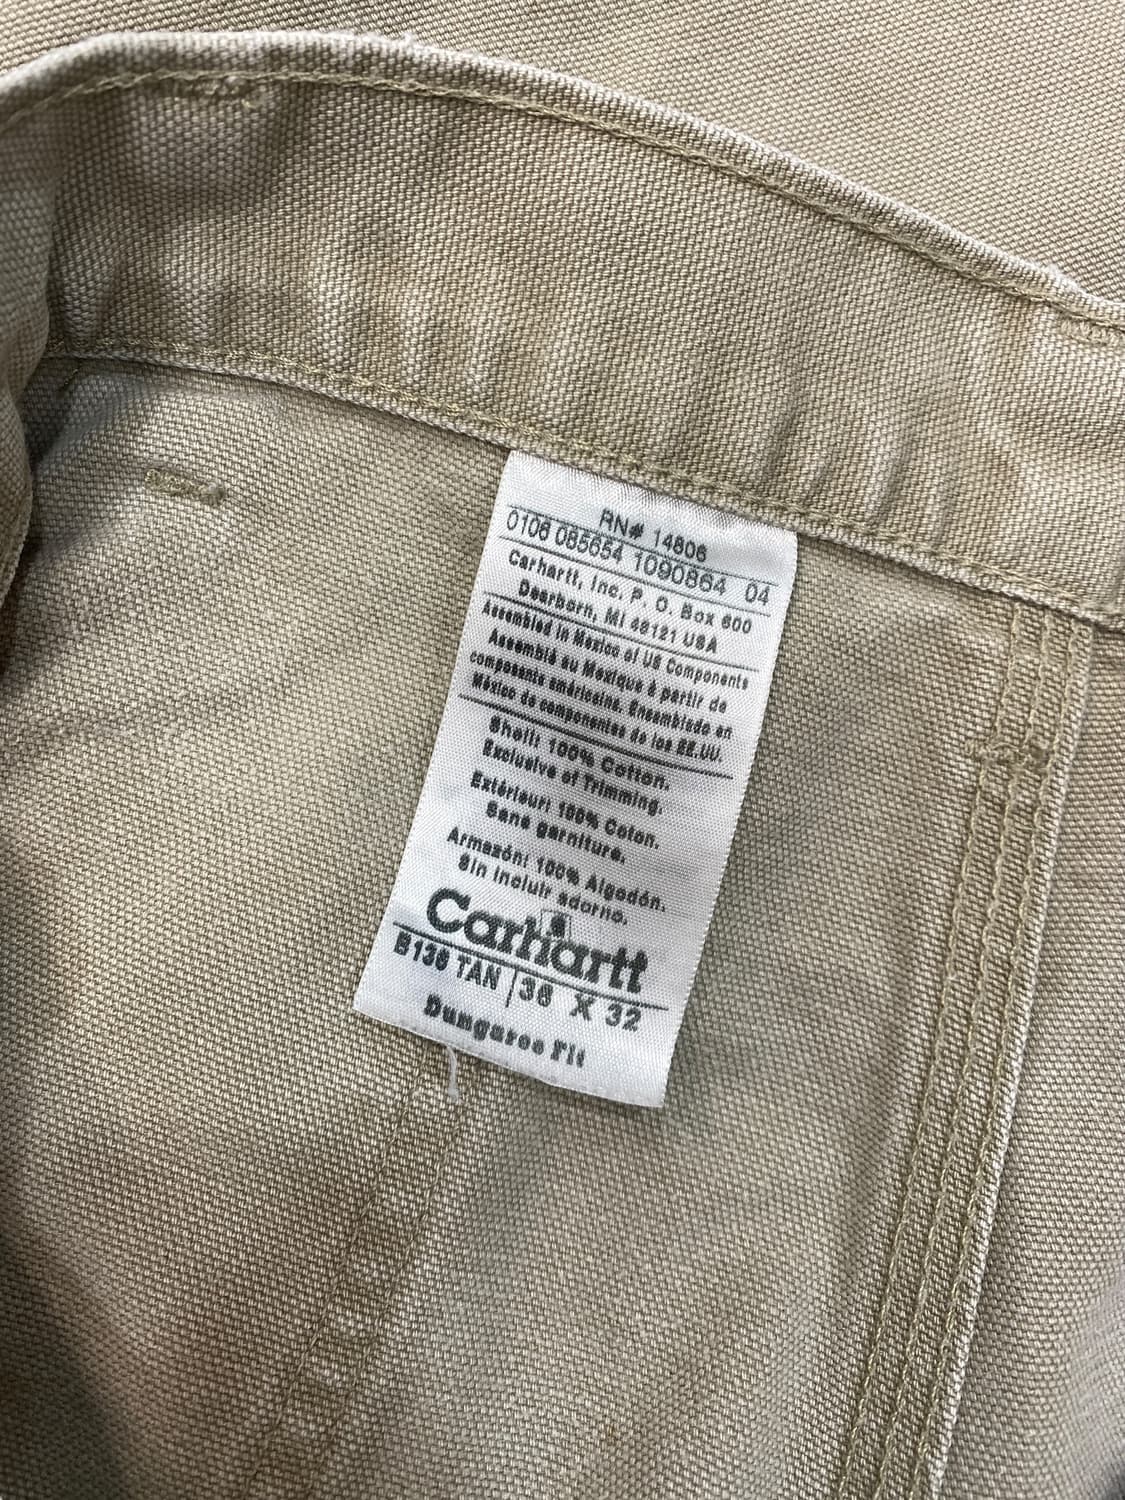 RN# 14806
0106 085654 1090864 04
Carhartt, Inc. P. O. Box 600
Dearborn, MI 48121 USA
Assembled in Mexico of US Components
Assemblé au Mexique à partir de
composants américains. Ensamblado en
México de componentes de los EE.UU.
Shell: 100% Cotton.
Exclusive of Trimming.
Extérieur: 100% Coton.
Sans garniture.
Armazón: 100% Algodón.
Sin incluir adorno.
Carhartt
B136 TAN 36 X 32
Dungaree Fit